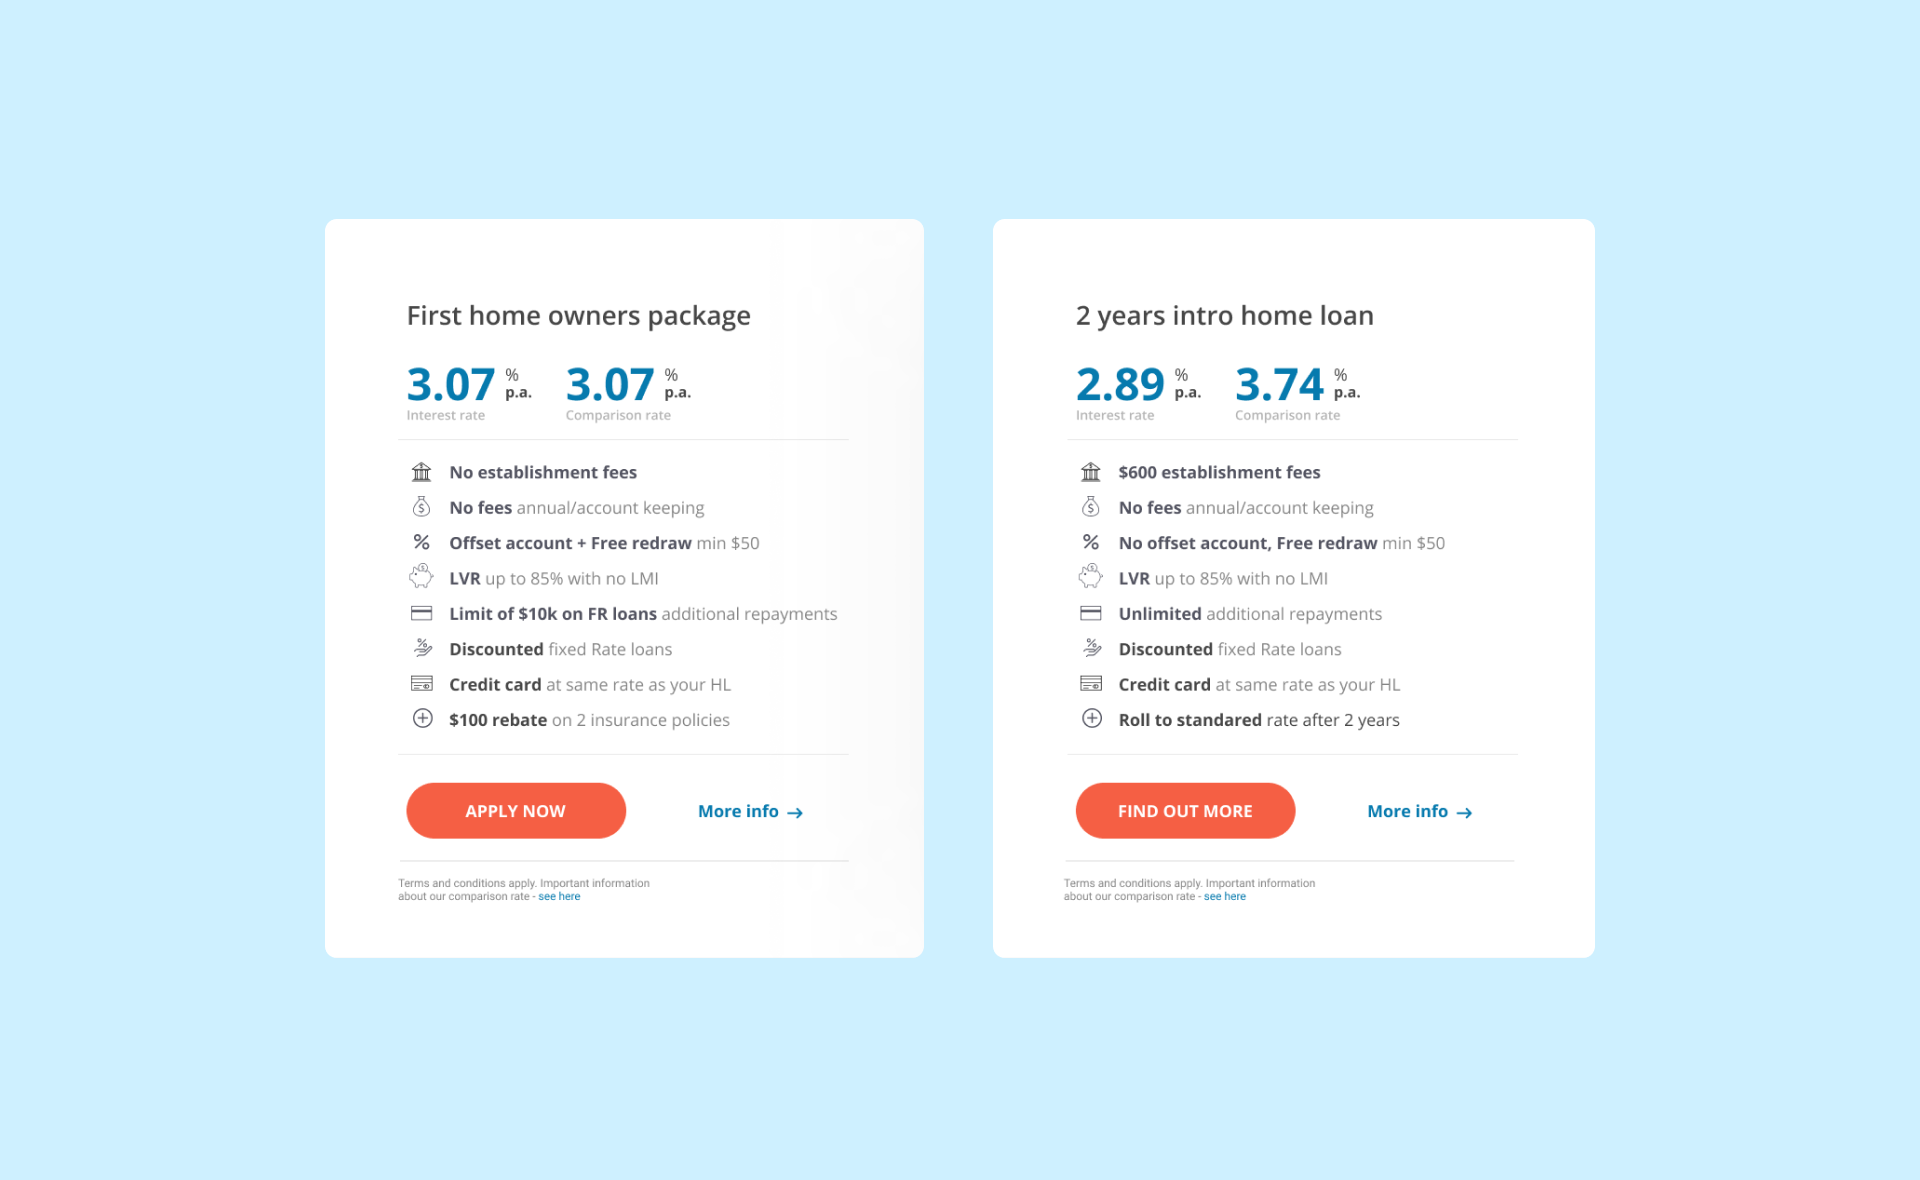 First home owners package
3.07 % p.a. 3.07 % p.a.
Interest rate Comparison rate
No establishment fees
No fees annual/account keeping
Offset account + Free redraw min $50
LVR up to 85% with no LMI
Limit of $10k on FR loans additional repayments
Discounted fixed Rate loans
Credit card at same rate as your HL
$100 rebate on 2 insurance policies
APPLY NOW More info →
Terms and conditions apply. Important information
about our comparison rate - see here
2 years intro home loan
2.89 % p.a. 3.74 % p.a.
Interest rate Comparison rate
$600 establishment fees
No fees annual/account keeping
No offset account, Free redraw min $50
LVR up to 85% with no LMI
Unlimited additional repayments
Discounted fixed Rate loans
Credit card at same rate as your HL
Roll to standared rate after 2 years
FIND OUT MORE More info →
Terms and conditions apply. Important information
about our comparison rate - see here